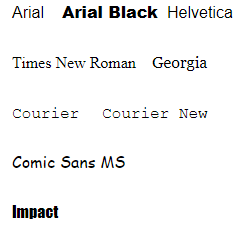 Arial Arial Black Helvetica
Times New Roman Georgia
Courier Courier New
Comic Sans MS
Impact